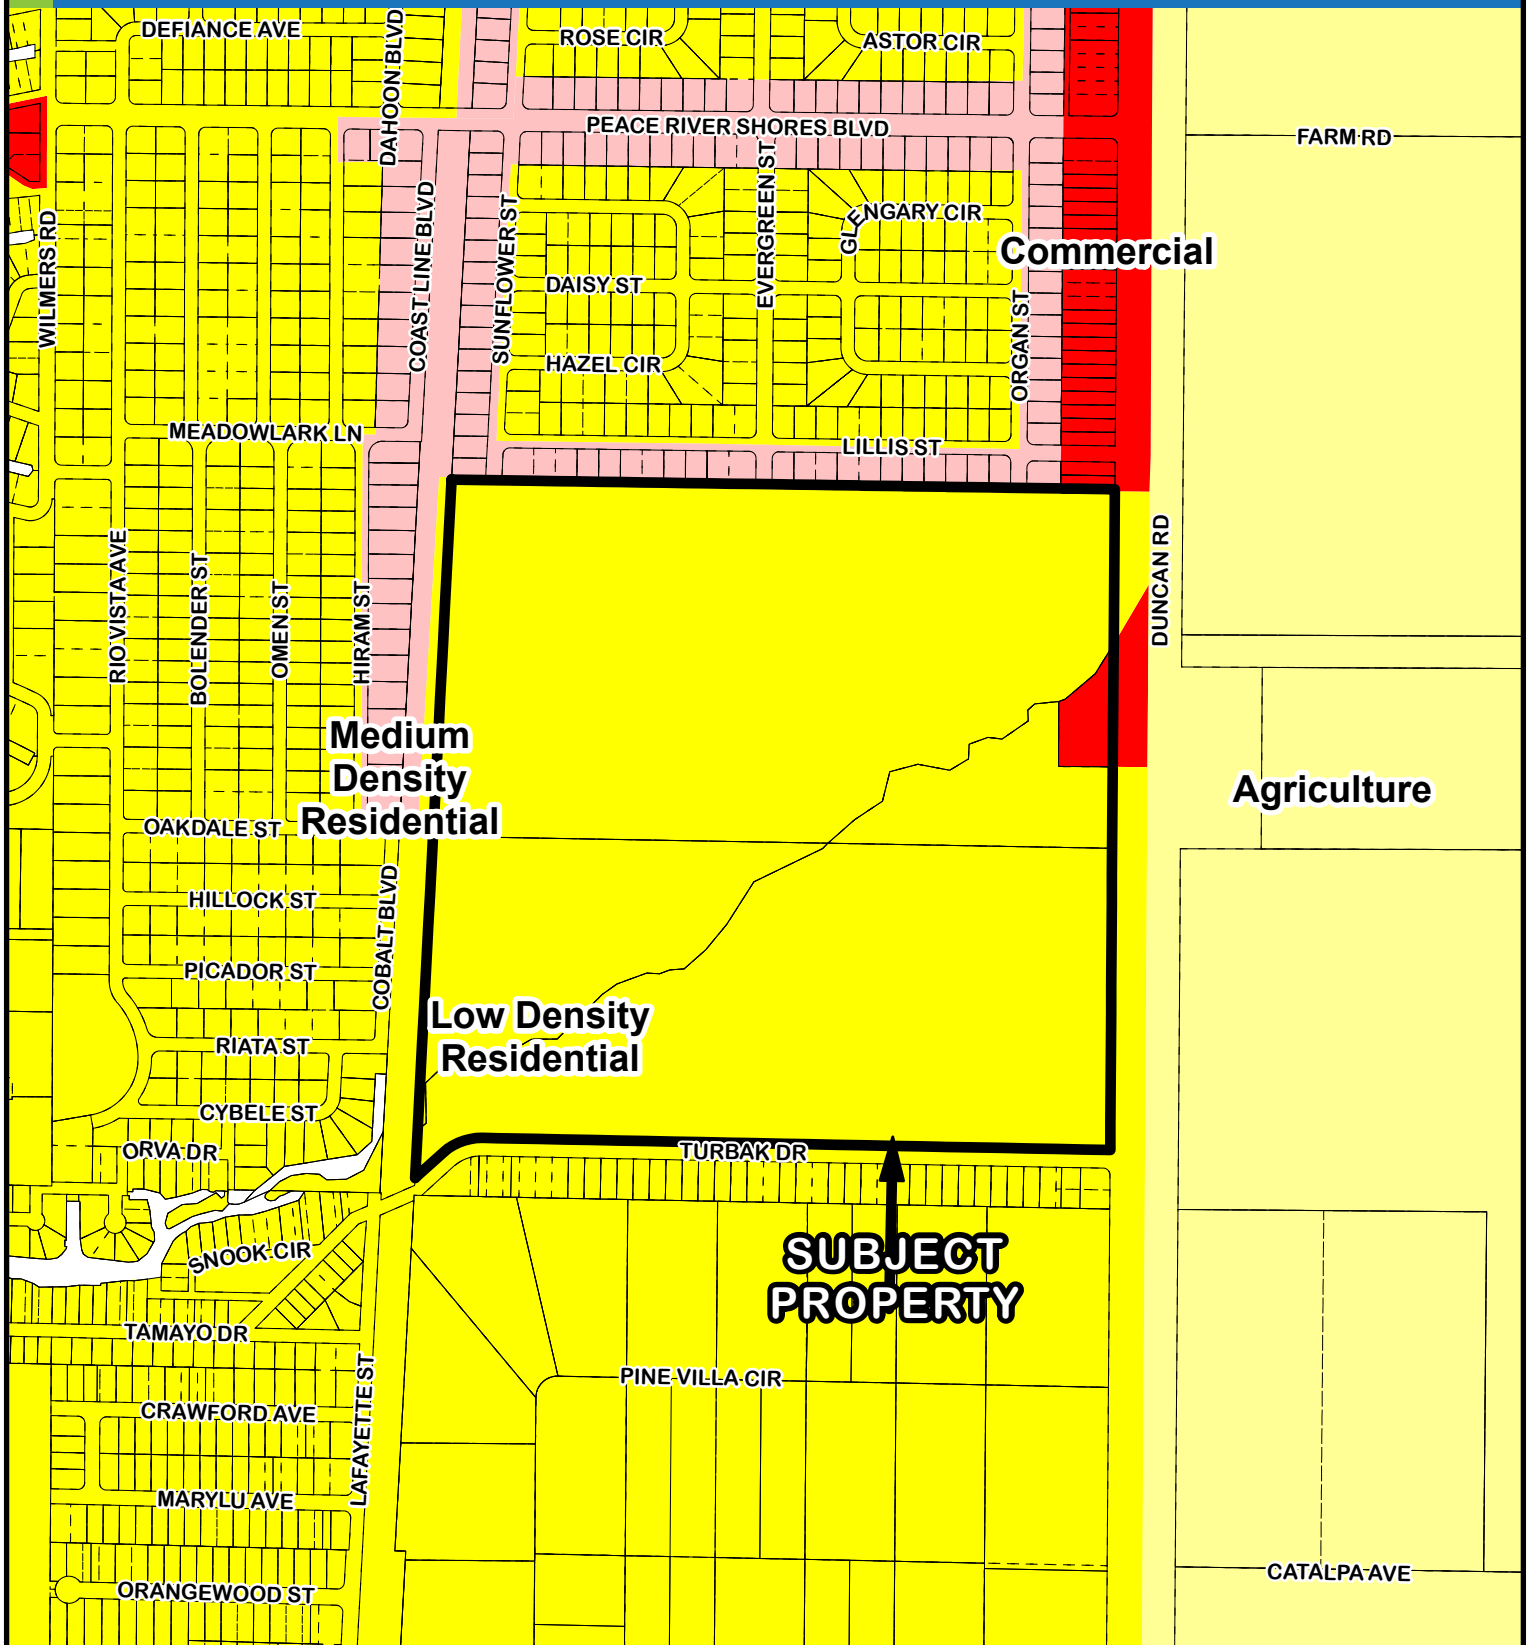 DEFIANCE AVE
DAHOON BLVD
ROSE CIR
ASTOR CIR
PEACE RIVER SHORES BLVD
FARM RD
WILMERS RD
COAST LINE BLVD
SUNFLOWER ST
EVERGREEN ST
GLENGARY CIR
Commercial
DAISY ST
ORGAN ST
HAZEL CIR
MEADOWLARK LN
LILLIS ST
DUNCAN RD
RIO VISTA AVE
BOLENDER ST
OMEN ST
HIRAM ST
Medium
Density
Residential
Agriculture
OAKDALE ST
HILLOCK ST
COBALT BLVD
PICADOR ST
Low Density
Residential
RIATA ST
CYBELE ST
ORVA DR
TURBAK DR
SNOOK CIR
SUBJECT
PROPERTY
TAMAYO DR
LAFAYETTE ST
PINE VILLA CIR
CRAWFORD AVE
MARYLU AVE
CATALPA AVE
ORANGEWOOD ST